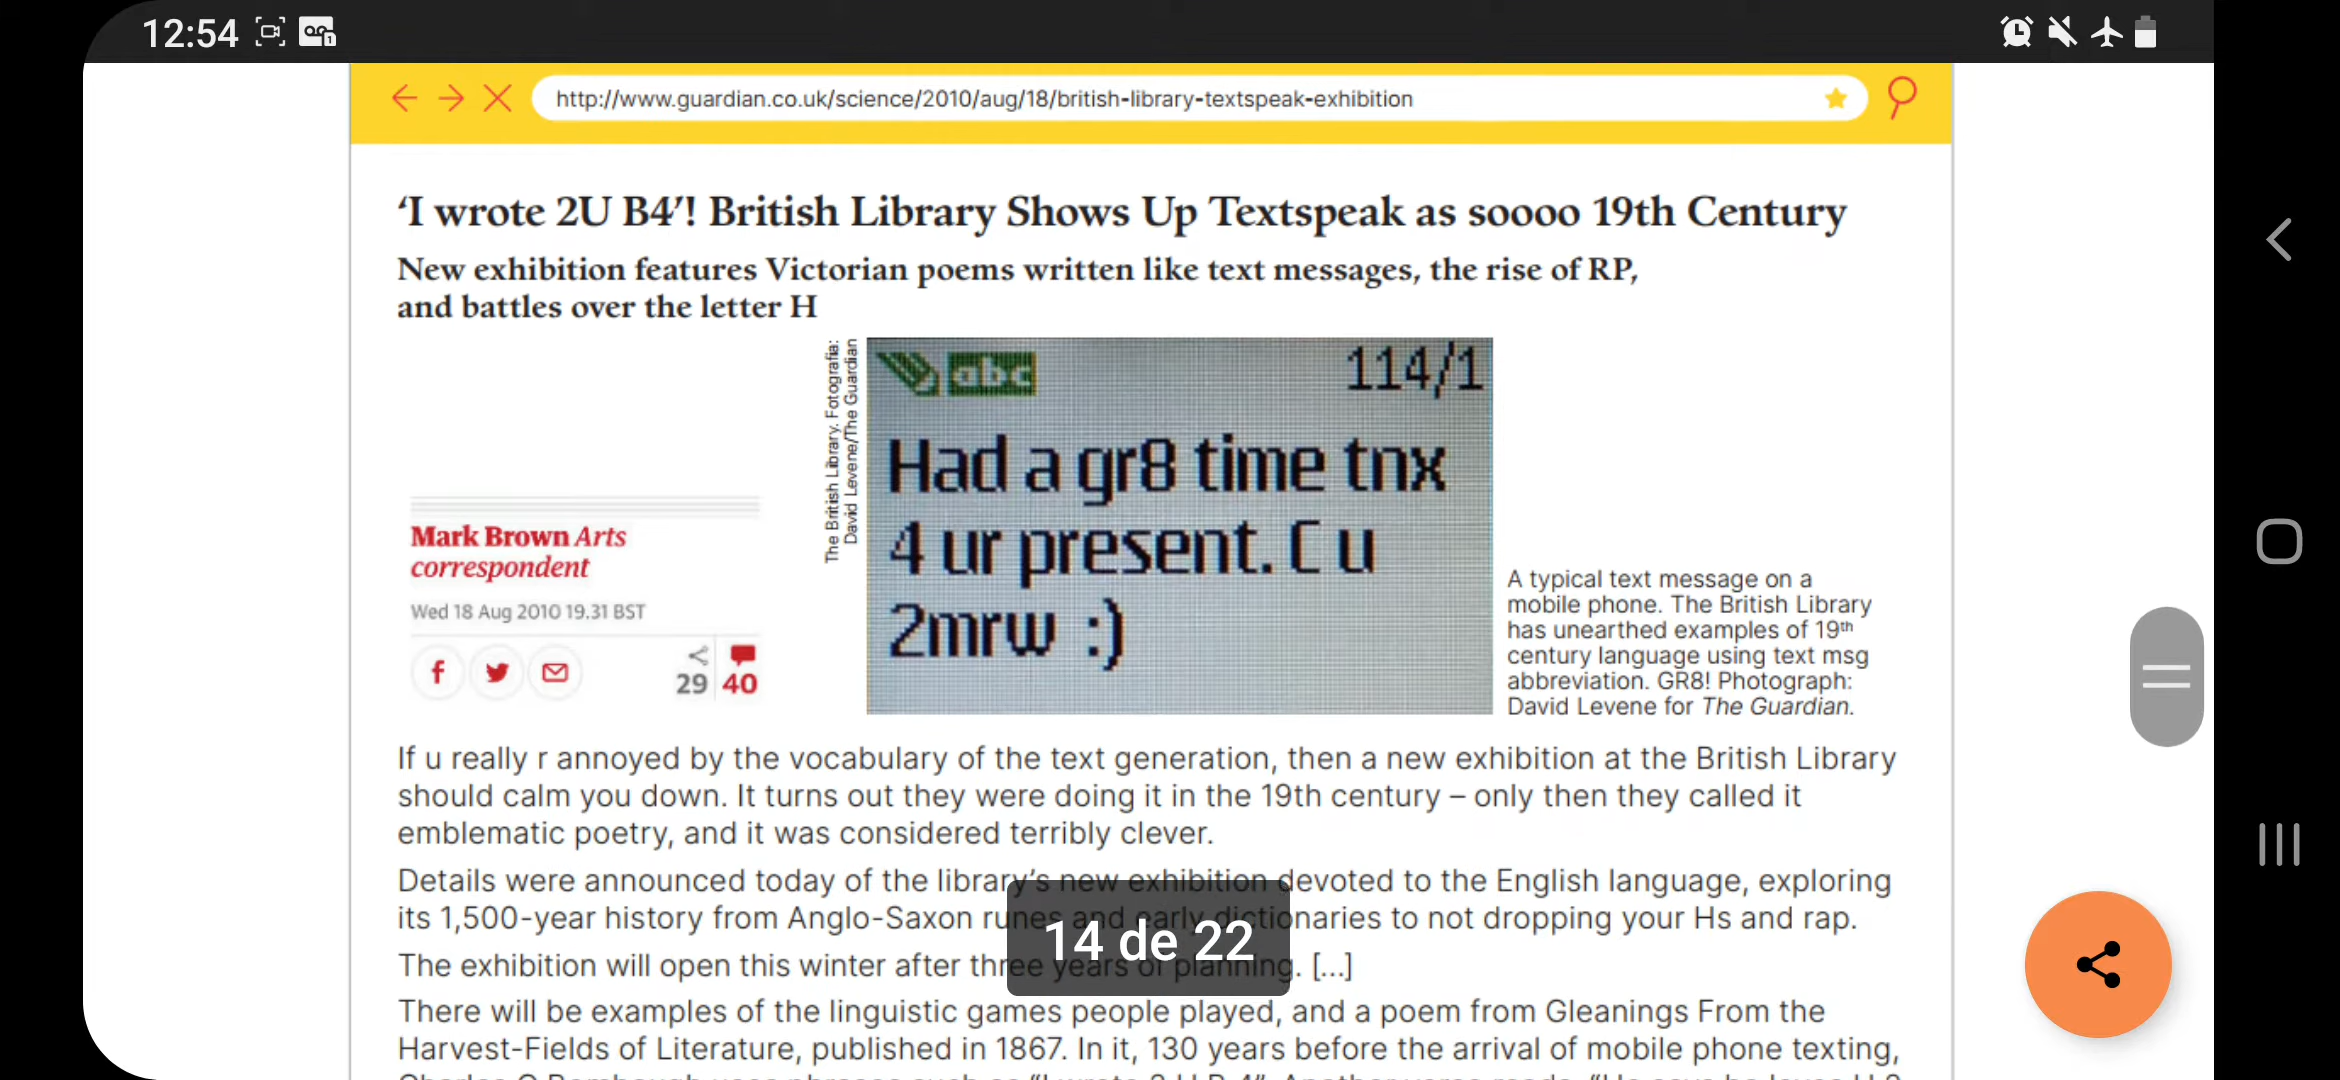 12:54
http://www.guardian.co.uk/science/2010/aug/18/british-library-textspeak-exhibition
‘I wrote 2U B4’! British Library Shows Up Textspeak as soooo 19th Century
New exhibition features Victorian poems written like text messages, the rise of RP,
and battles over the letter H
The British Library. Fotografia:
David Levene/The Guardian
abc
114/1
Had a gr8 time tnx
4 ur present. C u
2mrw :)
Mark Brown Arts
correspondent
Wed 18 Aug 2010 19.31 BST
29 40
A typical text message on a
mobile phone. The British Library
has unearthed examples of 19th
century language using text msg
abbreviation. GR8! Photograph:
David Levene for The Guardian.
If u really r annoyed by the vocabulary of the text generation, then a new exhibition at the British Library
should calm you down. It turns out they were doing it in the 19th century – only then they called it
emblematic poetry, and it was considered terribly clever.
Details were announced today of the library’s new exhibition devoted to the English language, exploring
its 1,500-year history from Anglo-Saxon runes and early dictionaries to not dropping your Hs and rap.
14 de 22
The exhibition will open this winter after three years of planning. [...]
There will be examples of the linguistic games people played, and a poem from Gleanings From the
Harvest-Fields of Literature, published in 1867. In it, 130 years before the arrival of mobile phone texting,